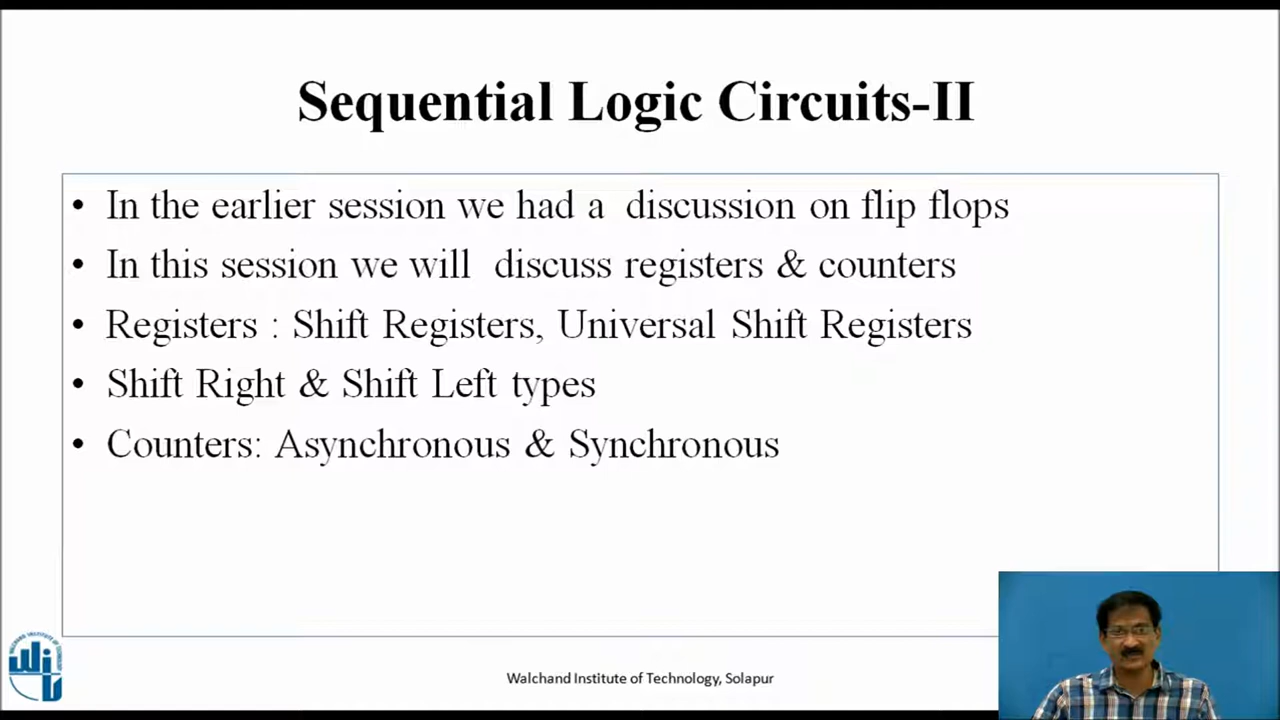 Sequential Logic Circuits-II
• In the earlier session we had a discussion on flip flops
• In this session we will discuss registers & counters
• Registers : Shift Registers, Universal Shift Registers
• Shift Right & Shift Left types
• Counters: Asynchronous & Synchronous
Walchand Institute of Technology, Solapur